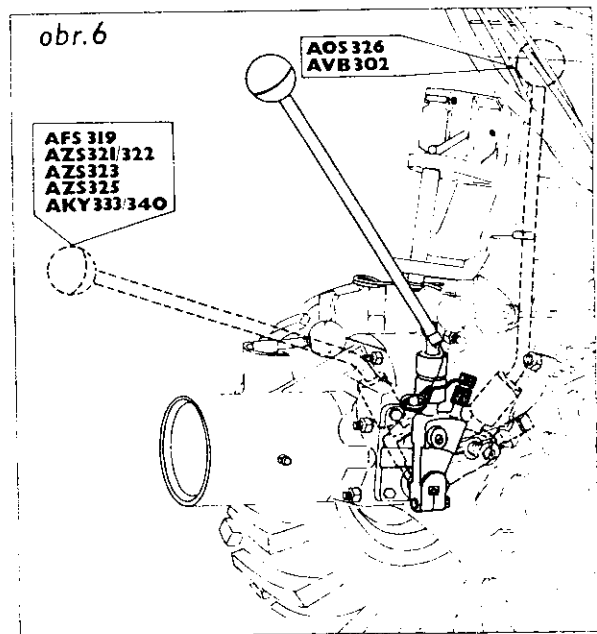 obr.6
AOS 326
AVB 302
AFS 319
AZS 321/322
AZS 323
AZS 325
AKY 333/340